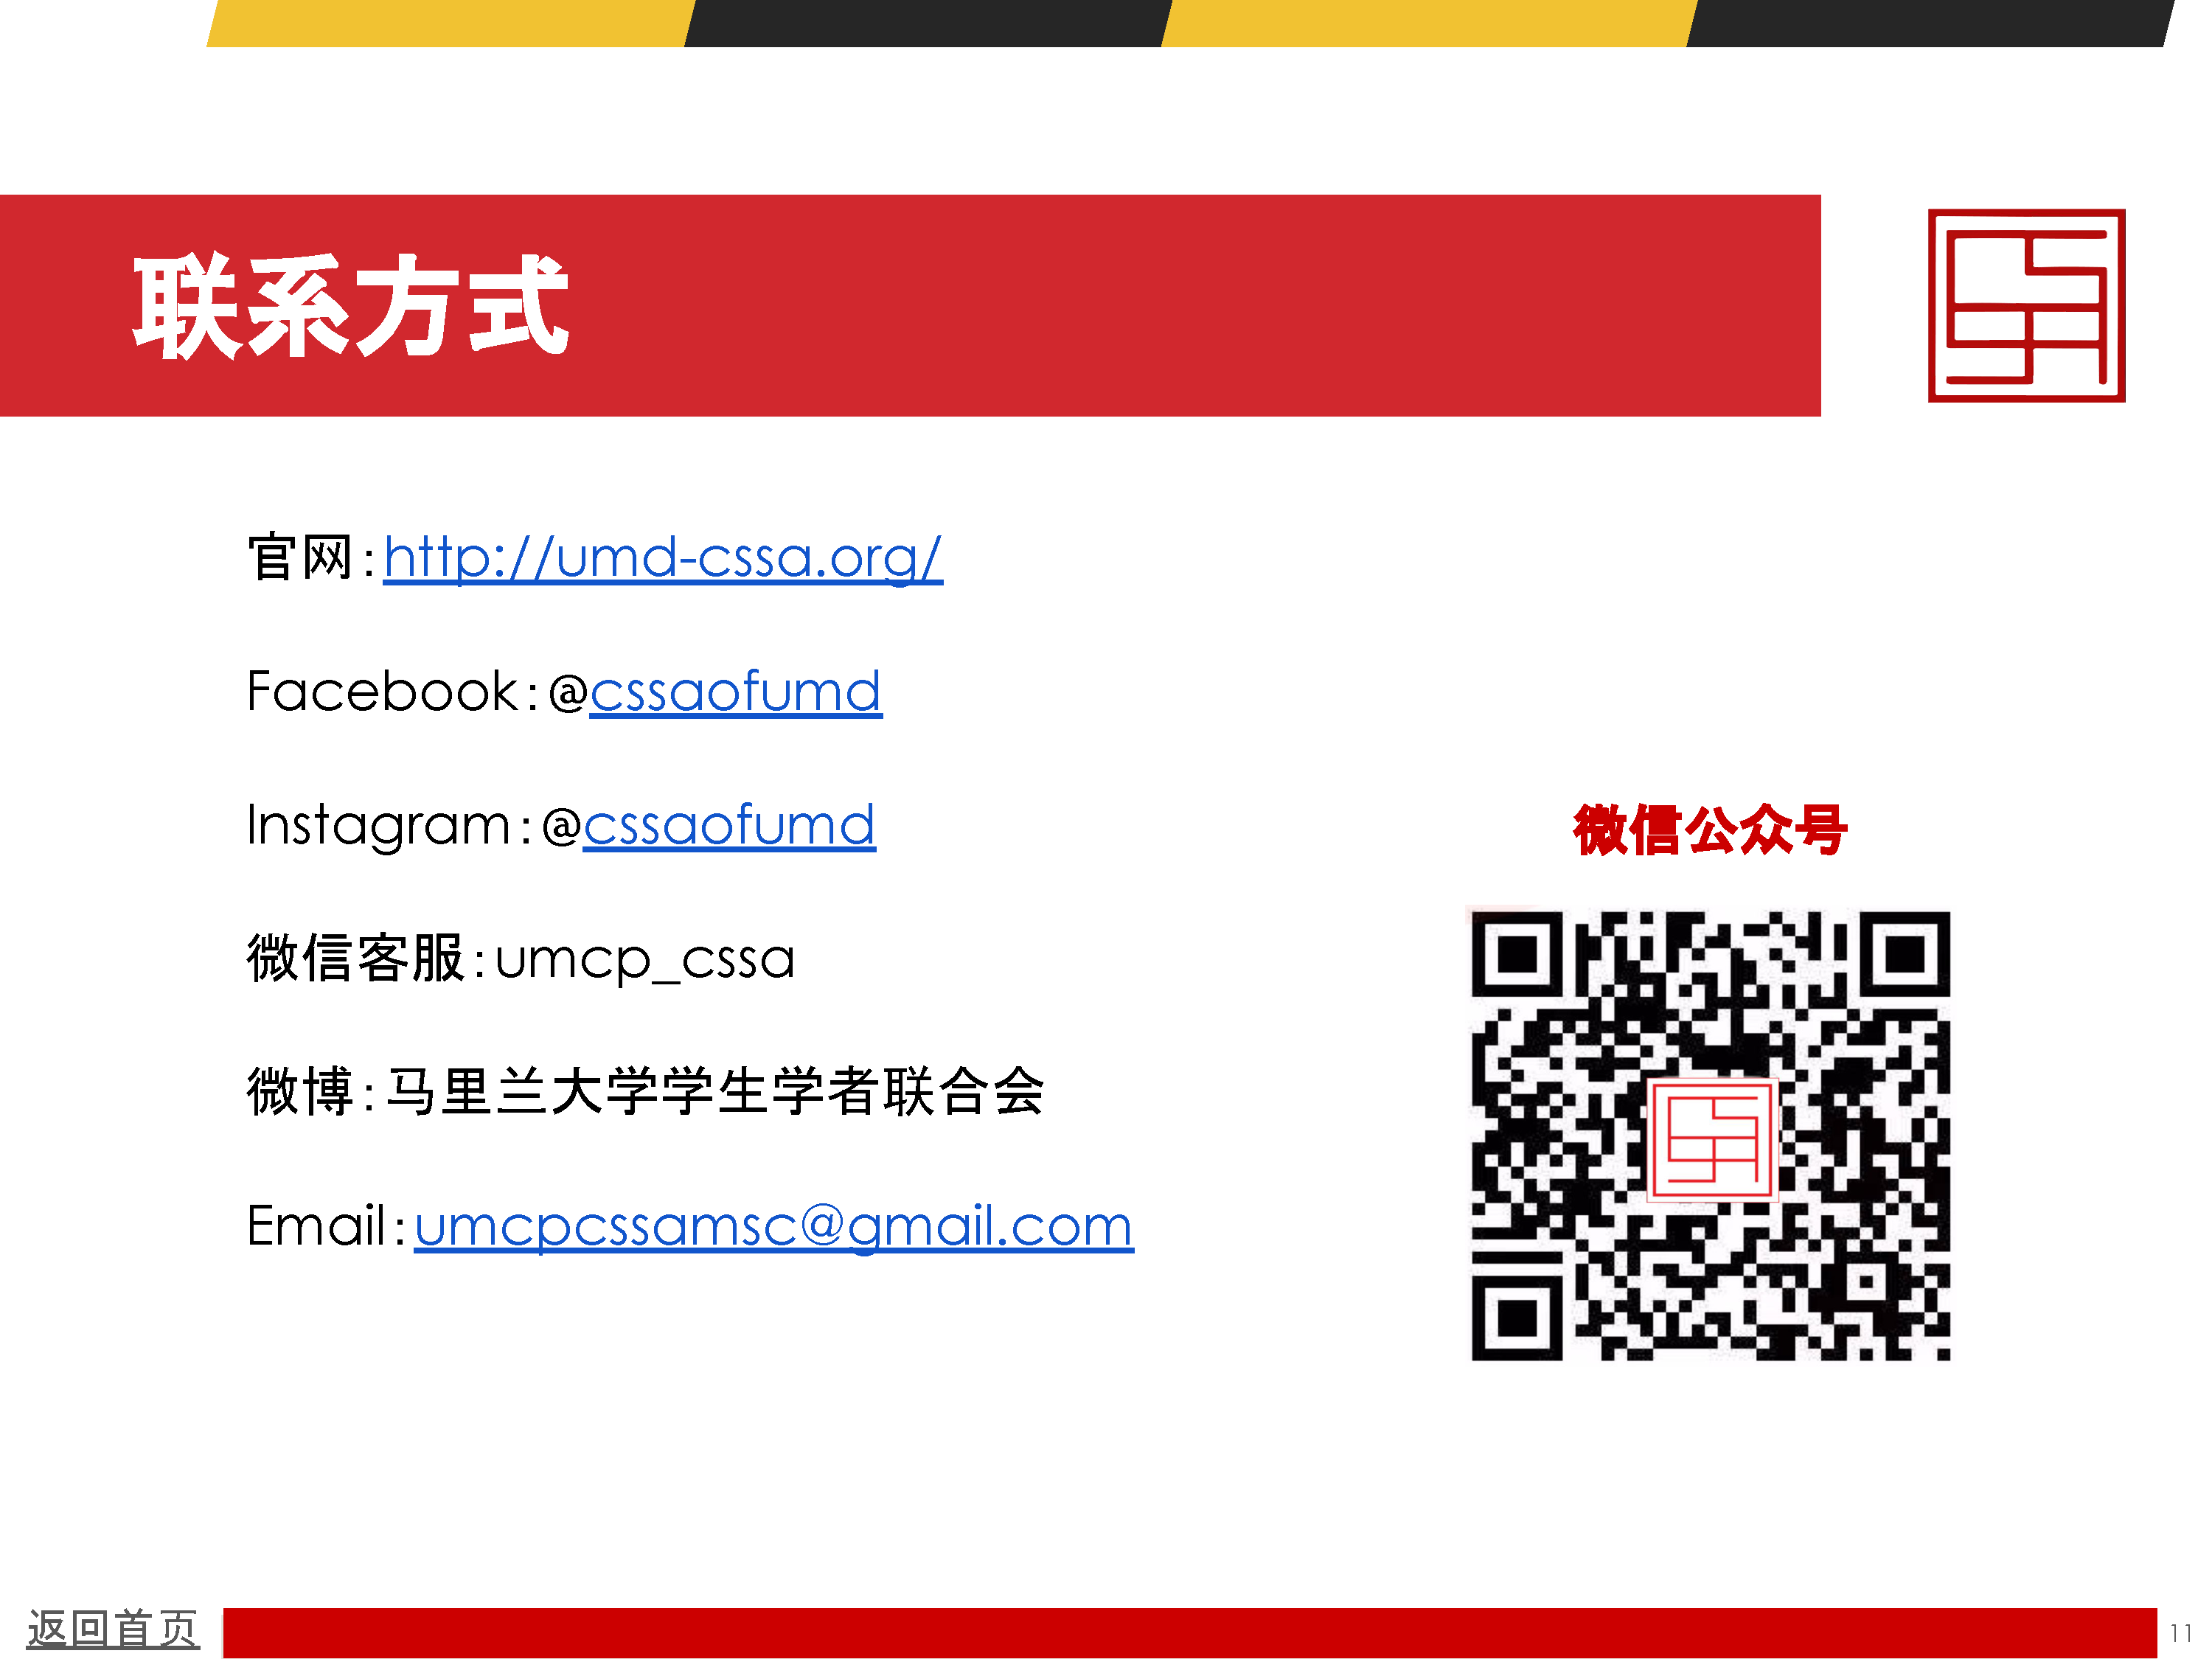 联系方式
官网：http://umd-cssa.org/
Facebook：@cssaofumd
Instagram：@cssaofumd
微信客服：umcp_cssa
微博：马里兰大学学生学者联合会
Email：umcpcssamsc@gmail.com
微信公众号
返回首页
11